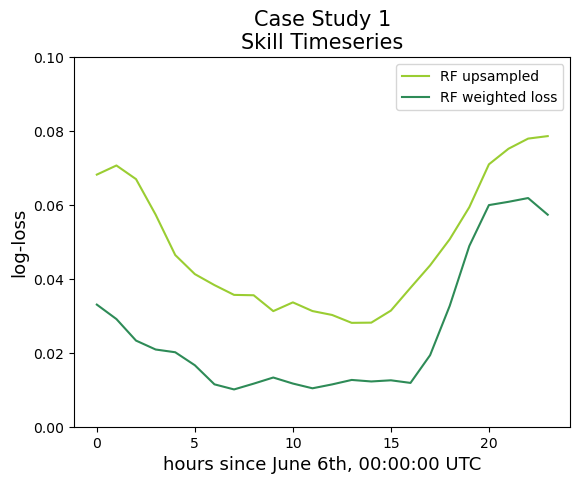 Case Study 1
Skill Timeseries
RF upsampled
RF weighted loss
log-loss
0.10
0.08
0.06
0.04
0.02
0.00
0
5
10
15
20
hours since June 6th, 00:00:00 UTC